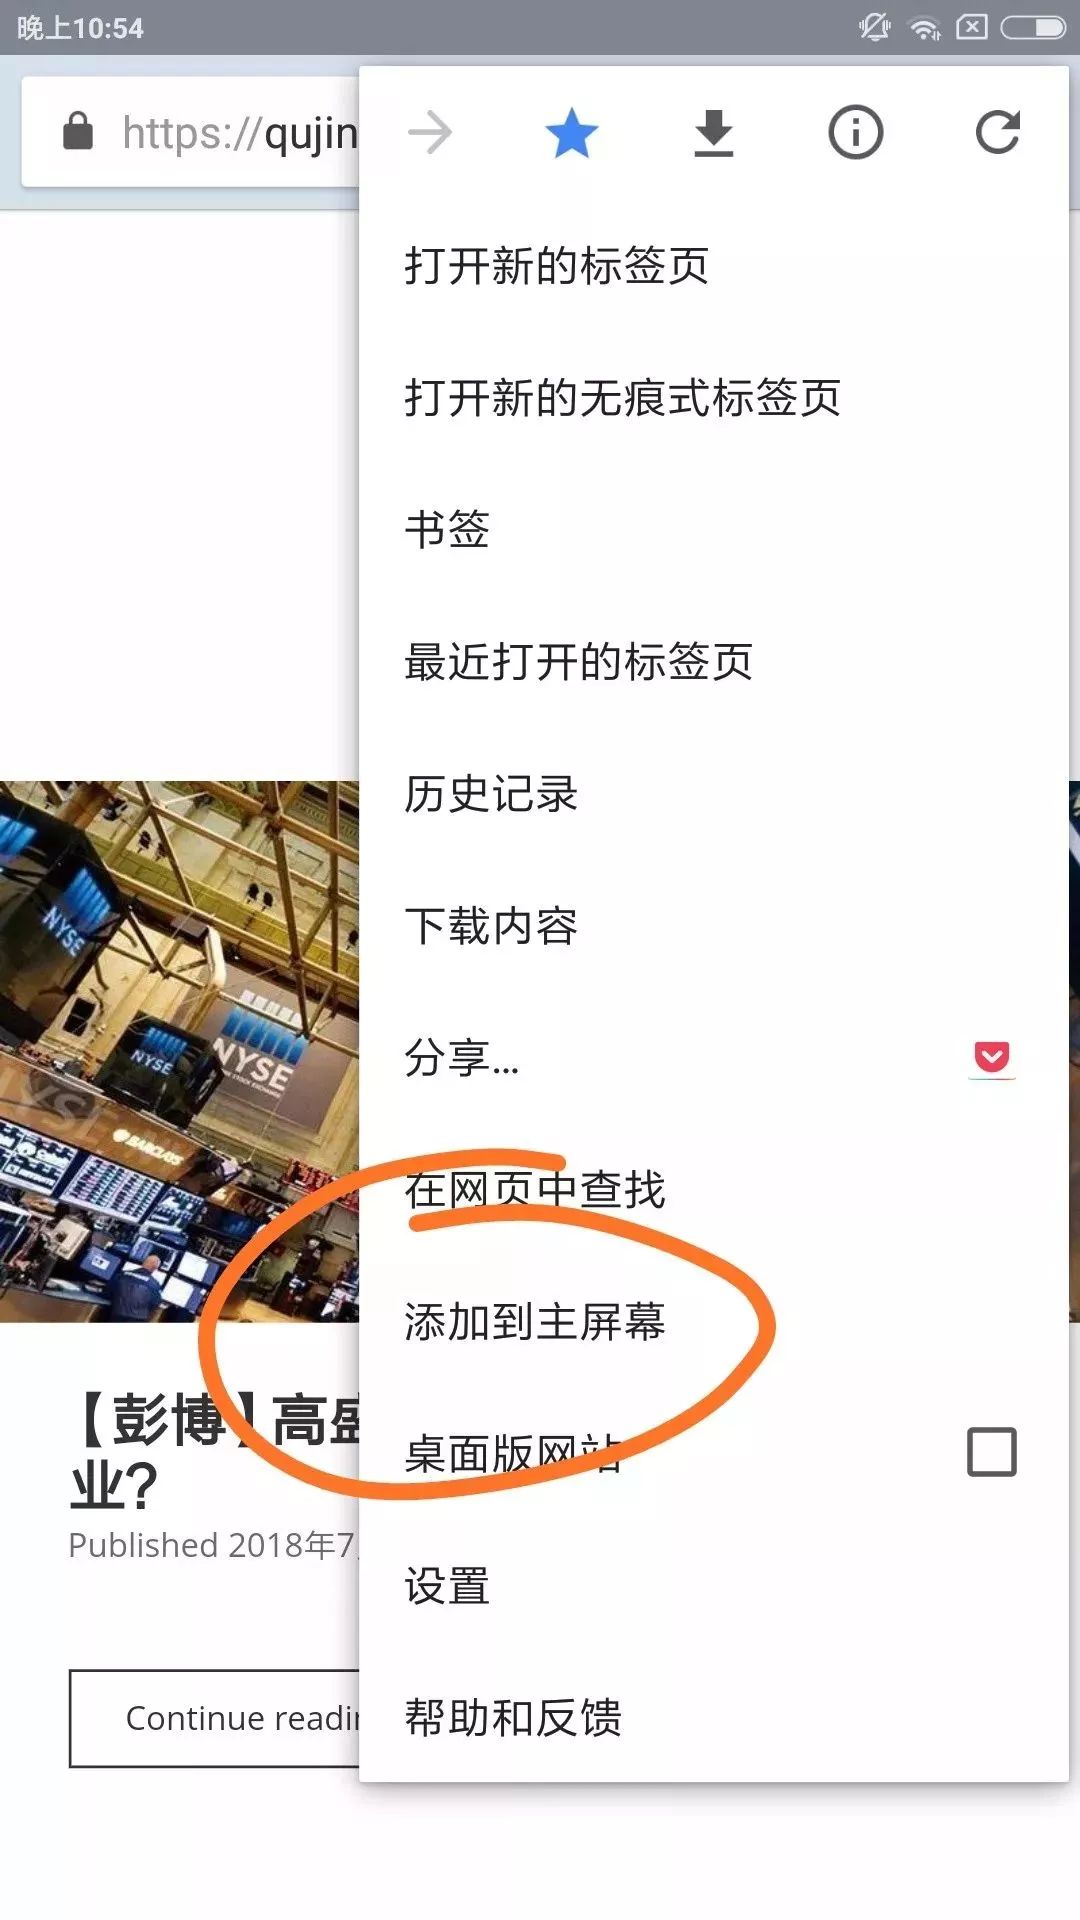 晚上10:54
https://qujin
打开新的标签页
打开新的无痕式标签页
书签
最近打开的标签页
历史记录
下载内容
分享...
在网页中查找
添加到主屏幕
桌面版网站
设置
帮助和反馈
NYSE
NYSE
NYSE
BARCLAYS
【彭博】高盛
业?
Published 2018年7
Continue readin